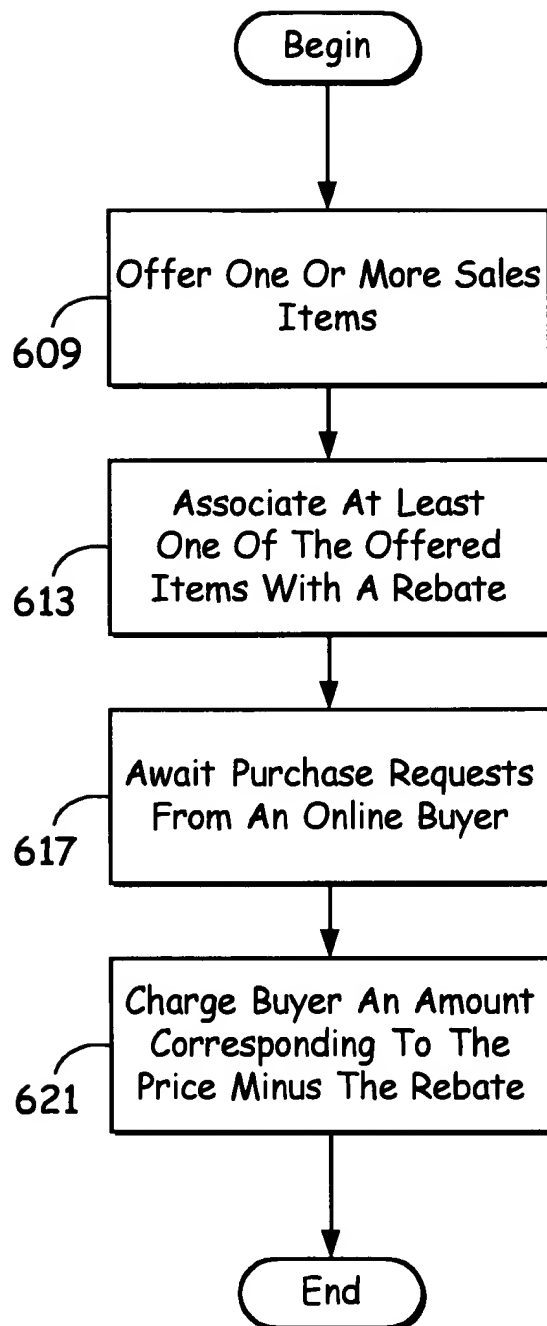 Begin
Offer One Or More Sales
Items
609
Associate At Least
One Of The Offered
Items With A Rebate
613
Await Purchase Requests
From An Online Buyer
617
Charge Buyer An Amount
Corresponding To The
Price Minus The Rebate
621
End